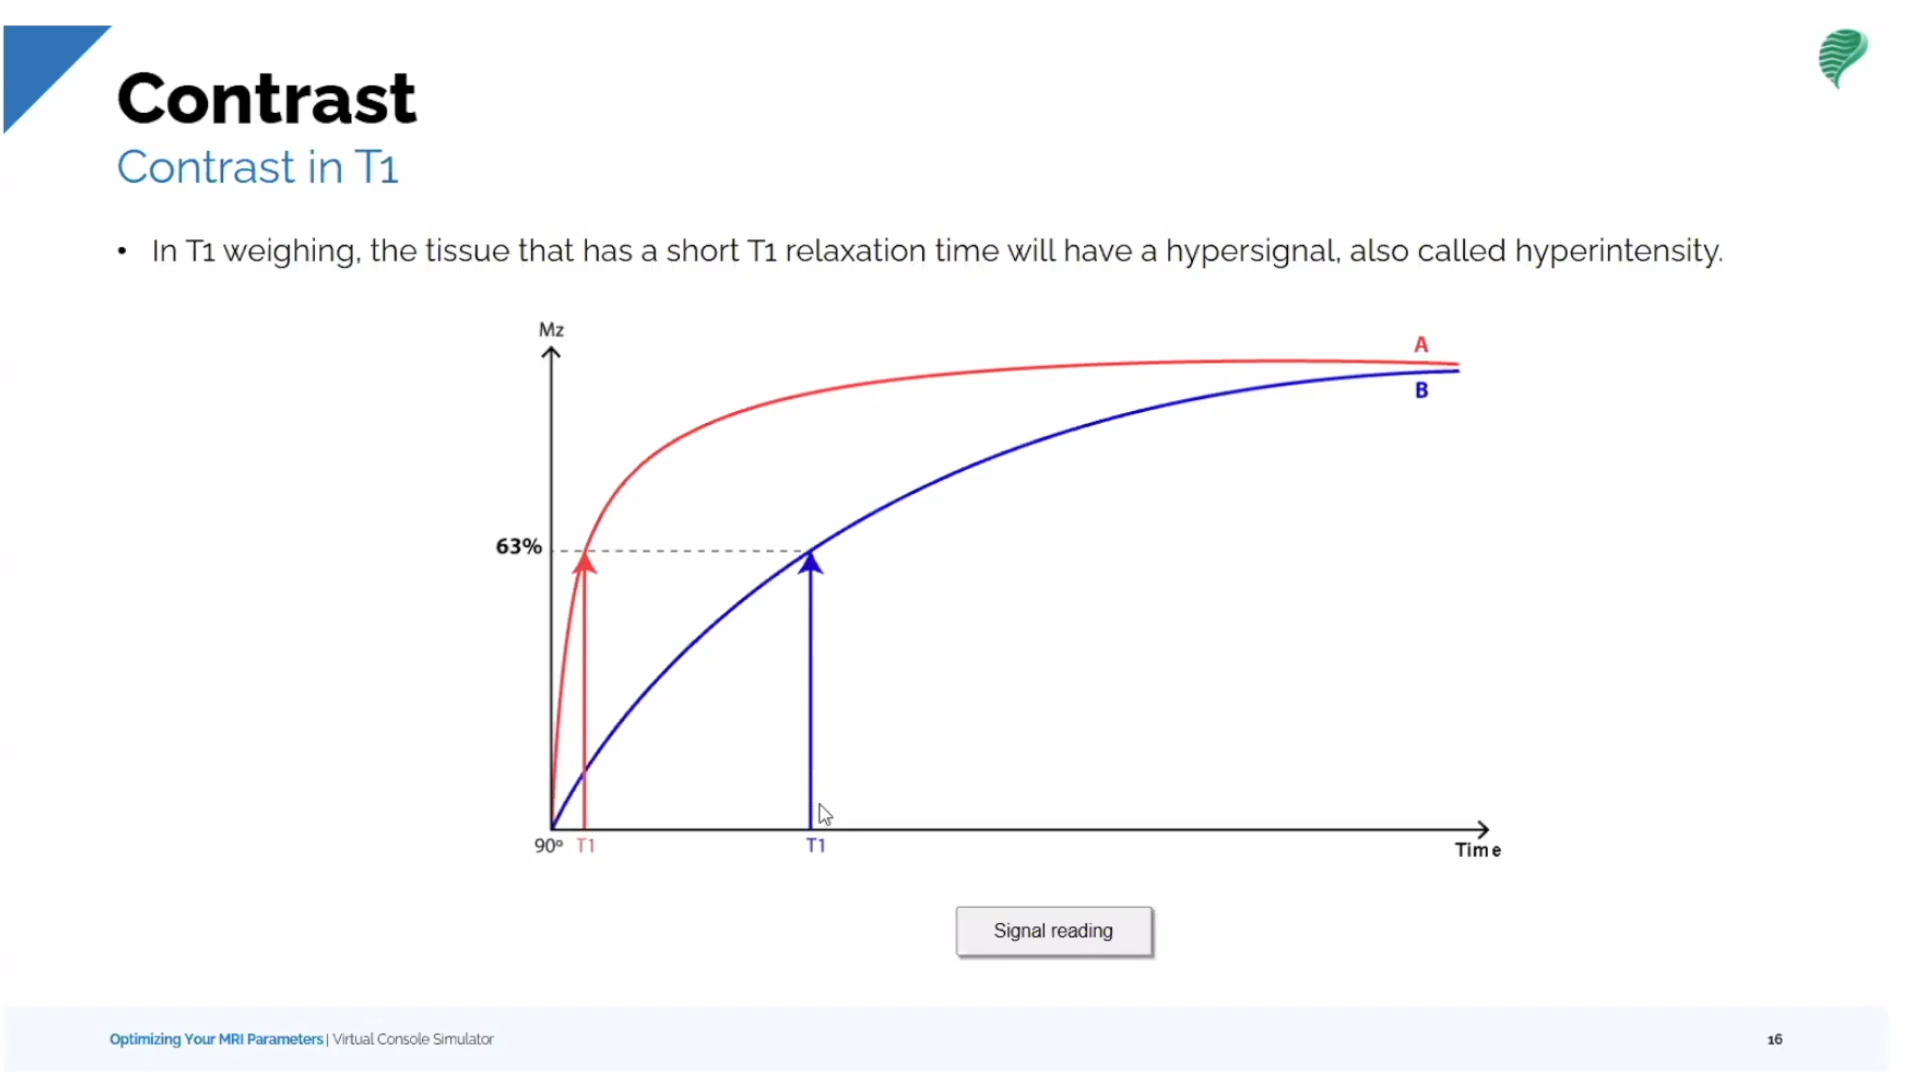 Contrast
Contrast in T1
• In T1 weighing, the tissue that has a short T1 relaxation time will have a hypersignal, also called hyperintensity.
Mz
A
B
63%
90º T1
T1
Time
Signal reading
Optimizing Your MRI Parameters | Virtual Console Simulator
16